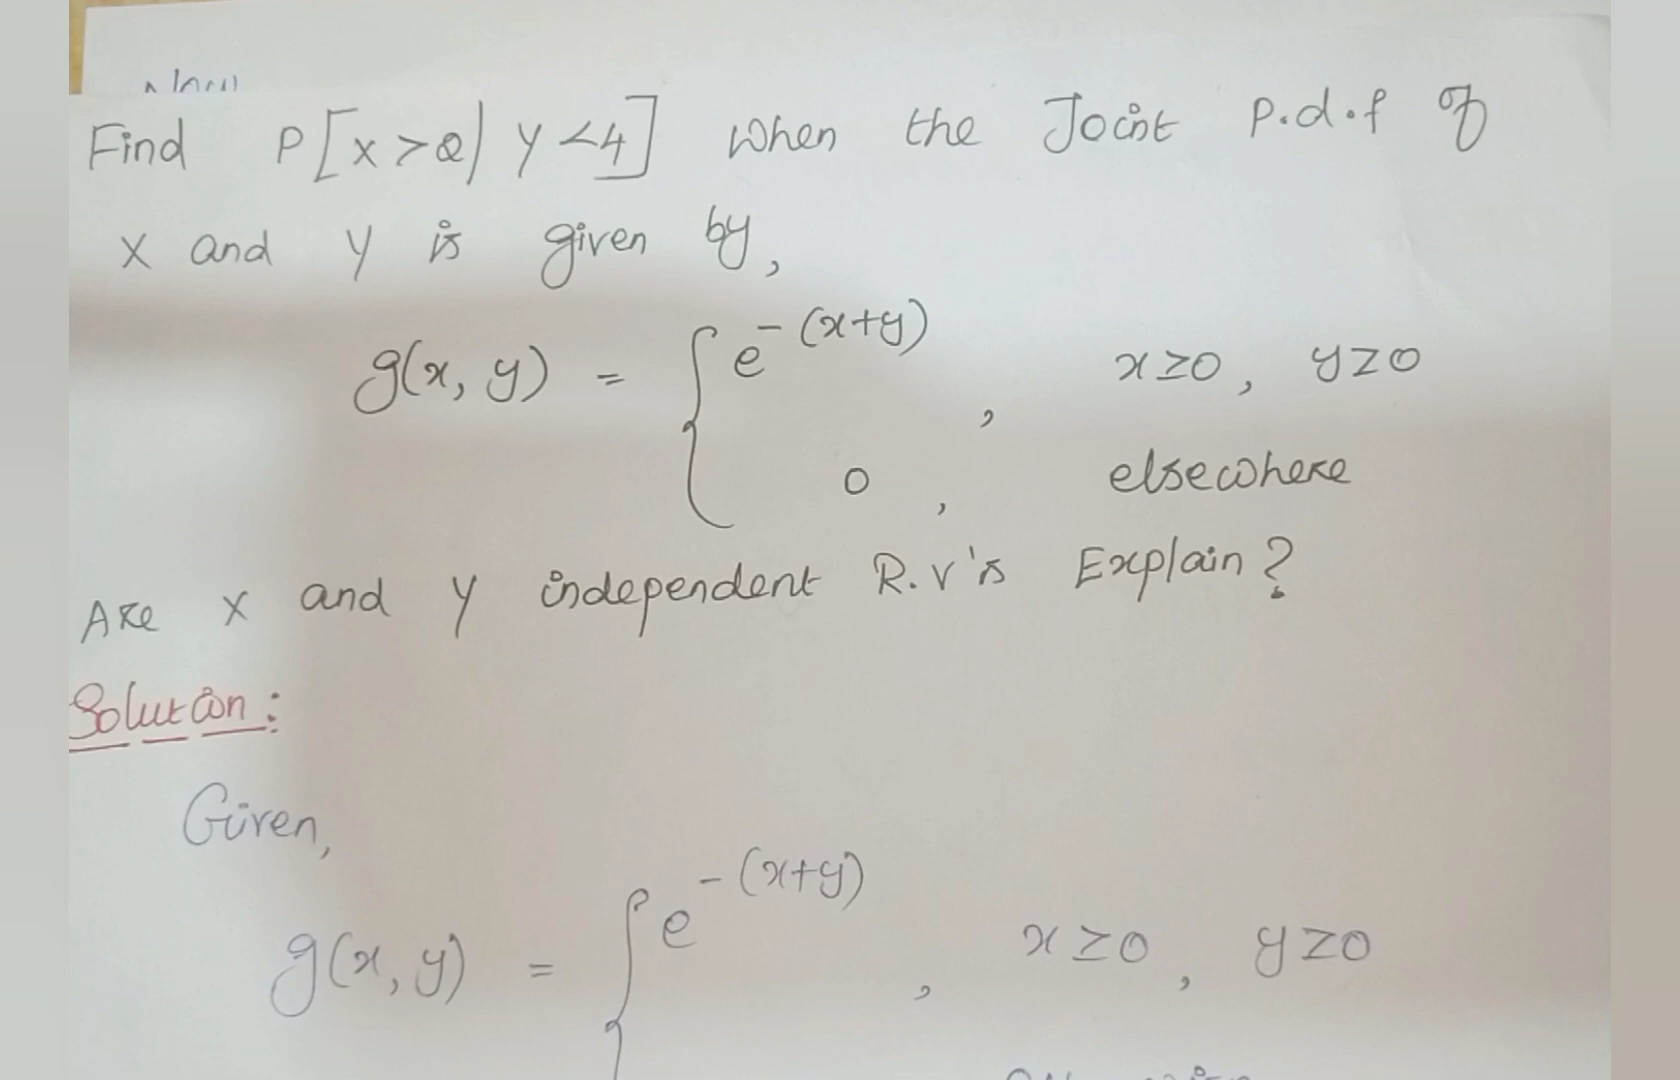 Find P[X>2| Y<4] when the Joint P.d.f of
X and Y is given by,
g(x, y) = { e^-(x+y) , x≥0, y≥0
0 , elsewhere
Are X and Y independent R.V's Explain?
Solution:
Given,
g(x, y) = { e^-(x+y) , x≥0, y≥0